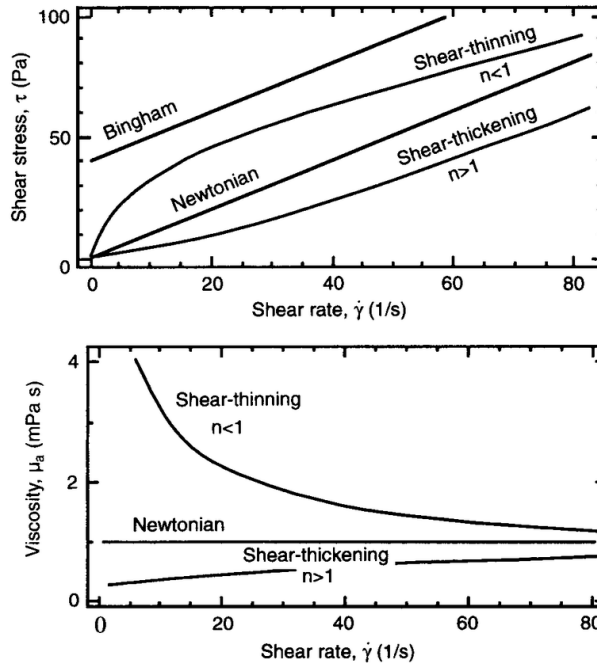 100
50
0
Shear stress, τ (Pa)
Bingham
Shear-thinning
n<1
Newtonian
Shear-thickening
n>1
0
20
40
60
80
Shear rate, γ̇ (1/s)
4
2
0
Viscosity, μₐ (mPa s)
Shear-thinning
n<1
Newtonian
Shear-thickening
n>1
0
20
40
60
80
Shear rate, γ̇ (1/s)